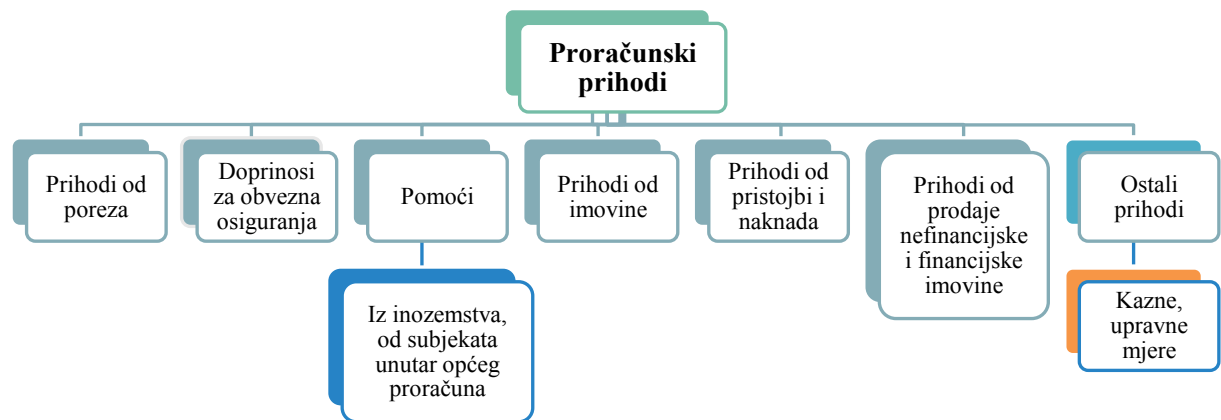 Proračunski
prihodi
Prihodi od
poreza
Doprinosi
za obvezna
osiguranja
Pomoći
Prihodi od
imovine
Prihodi od
pristojbi i
naknada
Prihodi od
prodaje
nefinancijske
i financijske
imovine
Ostali
prihodi
Iz inozemstva,
od subjekata
unutar općeg
proračuna
Kazne,
upravne
mjere